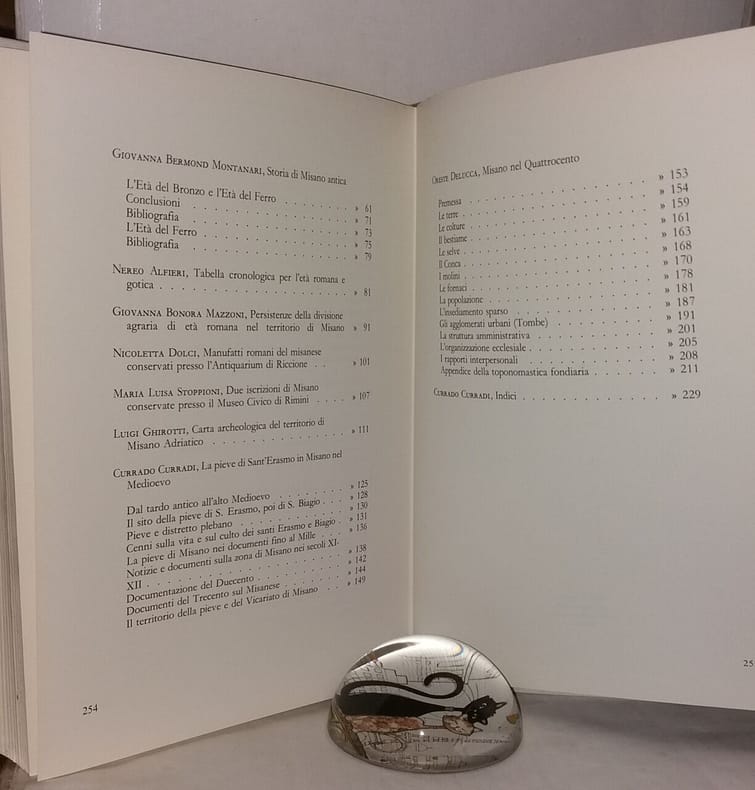 GIOVANNA BERMOND MONTANARI, Storia di Misano antica
L'Età del Bronzo e l'Età del Ferro . . . . . . . » 61
Conclusioni . . . . . . . . . . . . . » 71
Bibliografia . . . . . . . . . . . . . » 73
L'Età del Ferro . . . . . . . . . . . . » 75
Bibliografia . . . . . . . . . . . . . » 79
NEREO ALFIERI, Tabella cronologica per l'età romana e
gotica . . . . . . . . . . . . . . . » 81
GIOVANNA BONORA MAZZONI, Persistenze della divisione
agraria di età romana nel territorio di Misano » 91
NICOLETTA DOLCI, Manufatti romani del misanese
conservati presso l'Antiquarium di Riccione . . » 101
MARIA LUISA STOPPIONI, Due iscrizioni di Misano
conservate presso il Museo Civico di Rimini . . . . » 107
LUIGI GHIROTTI, Carta archeologica del territorio di
Misano Adriatico . . . . . . . . . . . . » 111
CURRADO CURRADI, La pieve di Sant'Erasmo in Misano nel
Medioevo
Dal tardo antico all'alto Medioevo . . . . . . . » 125
Il sito della pieve di S. Erasmo, poi di S. Biagio . . . » 128
Pieve e distretto plebano . . . . . . . . . » 130
Cenni sulla vita e sul culto dei santi Erasmo e Biagio . » 131
La pieve di Misano nei documenti fino al Mille . . . » 136
Notizie e documenti sulla zona di Misano nei secoli XI-
XII . . . . . . . . . . . . . . . » 138
Documentazione del Duecento . . . . . . . . » 142
Documenti del Trecento sul Misanese . . . . . . » 144
Il territorio della pieve e del Vicariato di Misano . . » 149
254
ORESTE DELUCCA, Misano nel Quattrocento
Premessa . . . . . . . . . . . . . . » 153
Le terre . . . . . . . . . . . . . . » 154
Le colture . . . . . . . . . . . . . . » 159
Il bestiame . . . . . . . . . . . . . . » 161
Le selve . . . . . . . . . . . . . . » 163
Il Conca . . . . . . . . . . . . . . » 168
I molini . . . . . . . . . . . . . . » 170
Le fornaci . . . . . . . . . . . . . . » 178
La popolazione . . . . . . . . . . . . . » 181
L'insediamento sparso . . . . . . . . . . » 187
Gli agglomerati urbani (Tombe) . . . . . . . . » 191
La struttura amministrativa . . . . . . . . . » 201
L'organizzazione ecclesiale . . . . . . . . . » 205
I rapporti interpersonali . . . . . . . . . » 208
Appendice della toponomastica fondiaria . . . . . . » 211
CURRADO CURRADI, Indici . . . . . . . . . . » 229
25